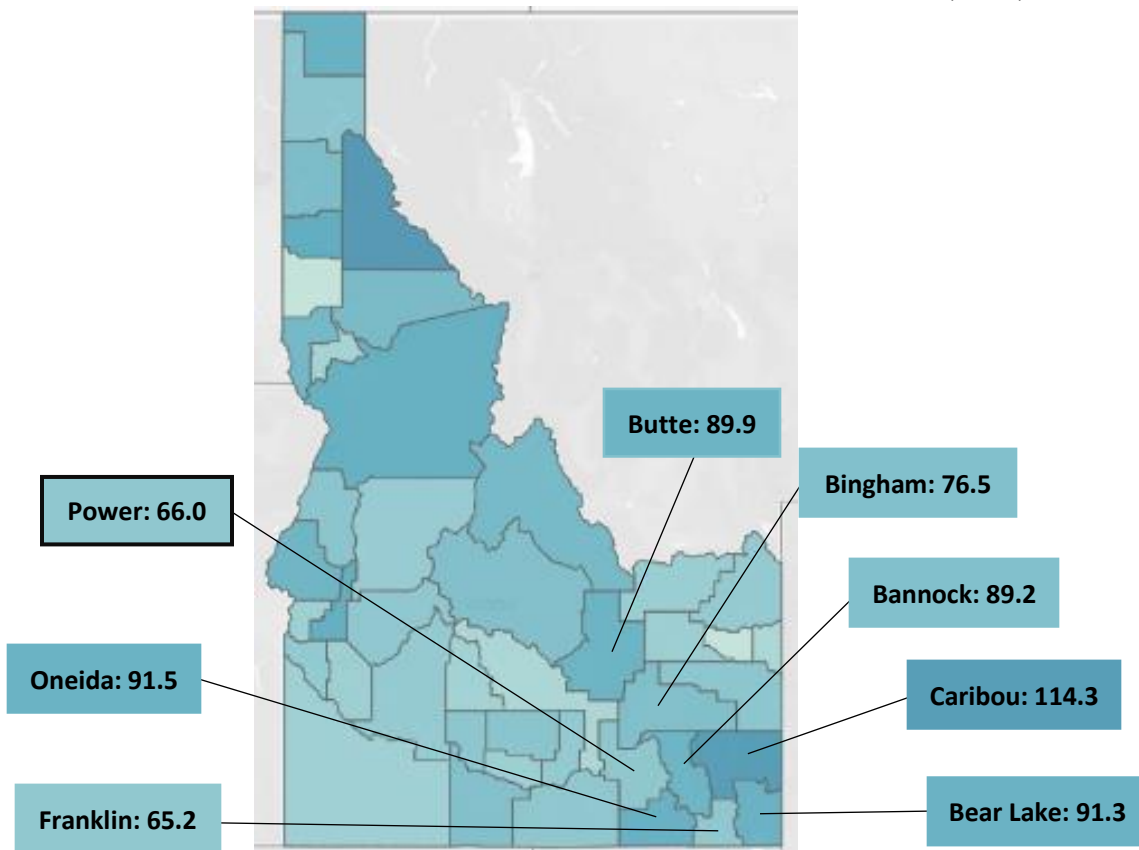 Butte: 89.9
Bingham: 76.5
Power: 66.0
Bannock: 89.2
Oneida: 91.5
Caribou: 114.3
Franklin: 65.2
Bear Lake: 91.3